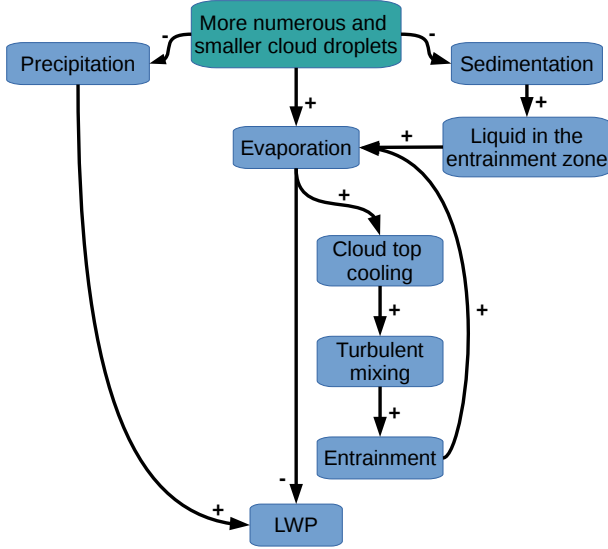 More numerous and
smaller cloud droplets
-
-
Precipitation
Sedimentation
+
+
Evaporation
+
Liquid in the
entrainment zone
+
Cloud top
cooling
+
+
Turbulent
mixing
+
Entrainment
-
+
LWP